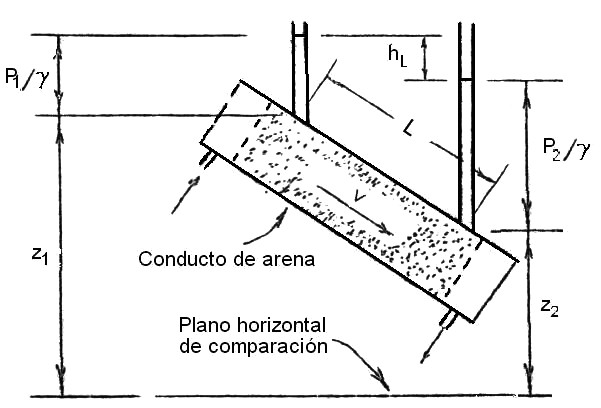 P1/γ
hL
L
P2/γ
v
z1
Conducto de arena
z2
Plano horizontal
de comparación